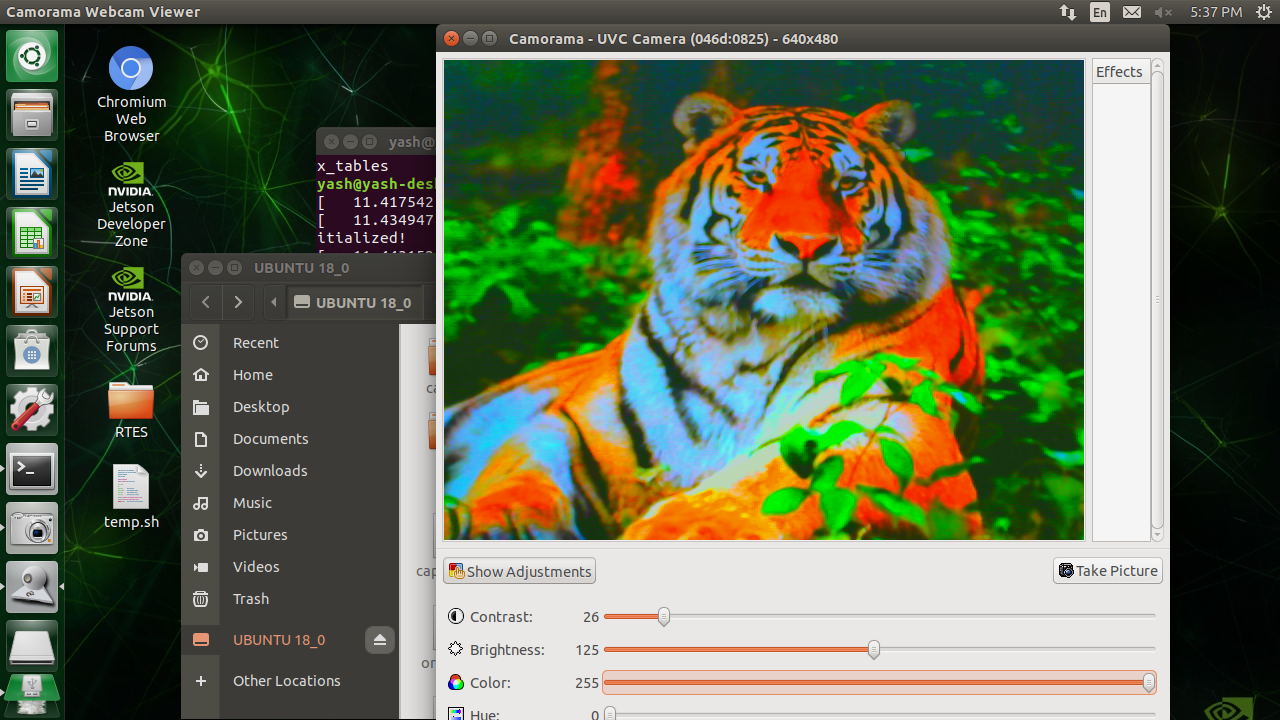 Camorama Webcam Viewer
En
5:37 PM
Chromium
Web
Browser
NVIDIA.
Jetson
Developer
Zone
NVIDIA.
Jetson
Support
Forums
RTES
temp.sh
yash@
x_tables
yash@yash-des
[   11.417542
[   11.434947
itialized!
UBUNTU 18_0
UBUNTU 18_0
Recent
Home
Desktop
Documents
Downloads
Music
Pictures
Videos
Trash
UBUNTU 18_0
Other Locations
ca
cap
or
Camorama - UVC Camera (046d:0825) - 640x480
Effects
Show Adjustments
Take Picture
Contrast: 26
Brightness: 125
Color: 255
Hue: 0